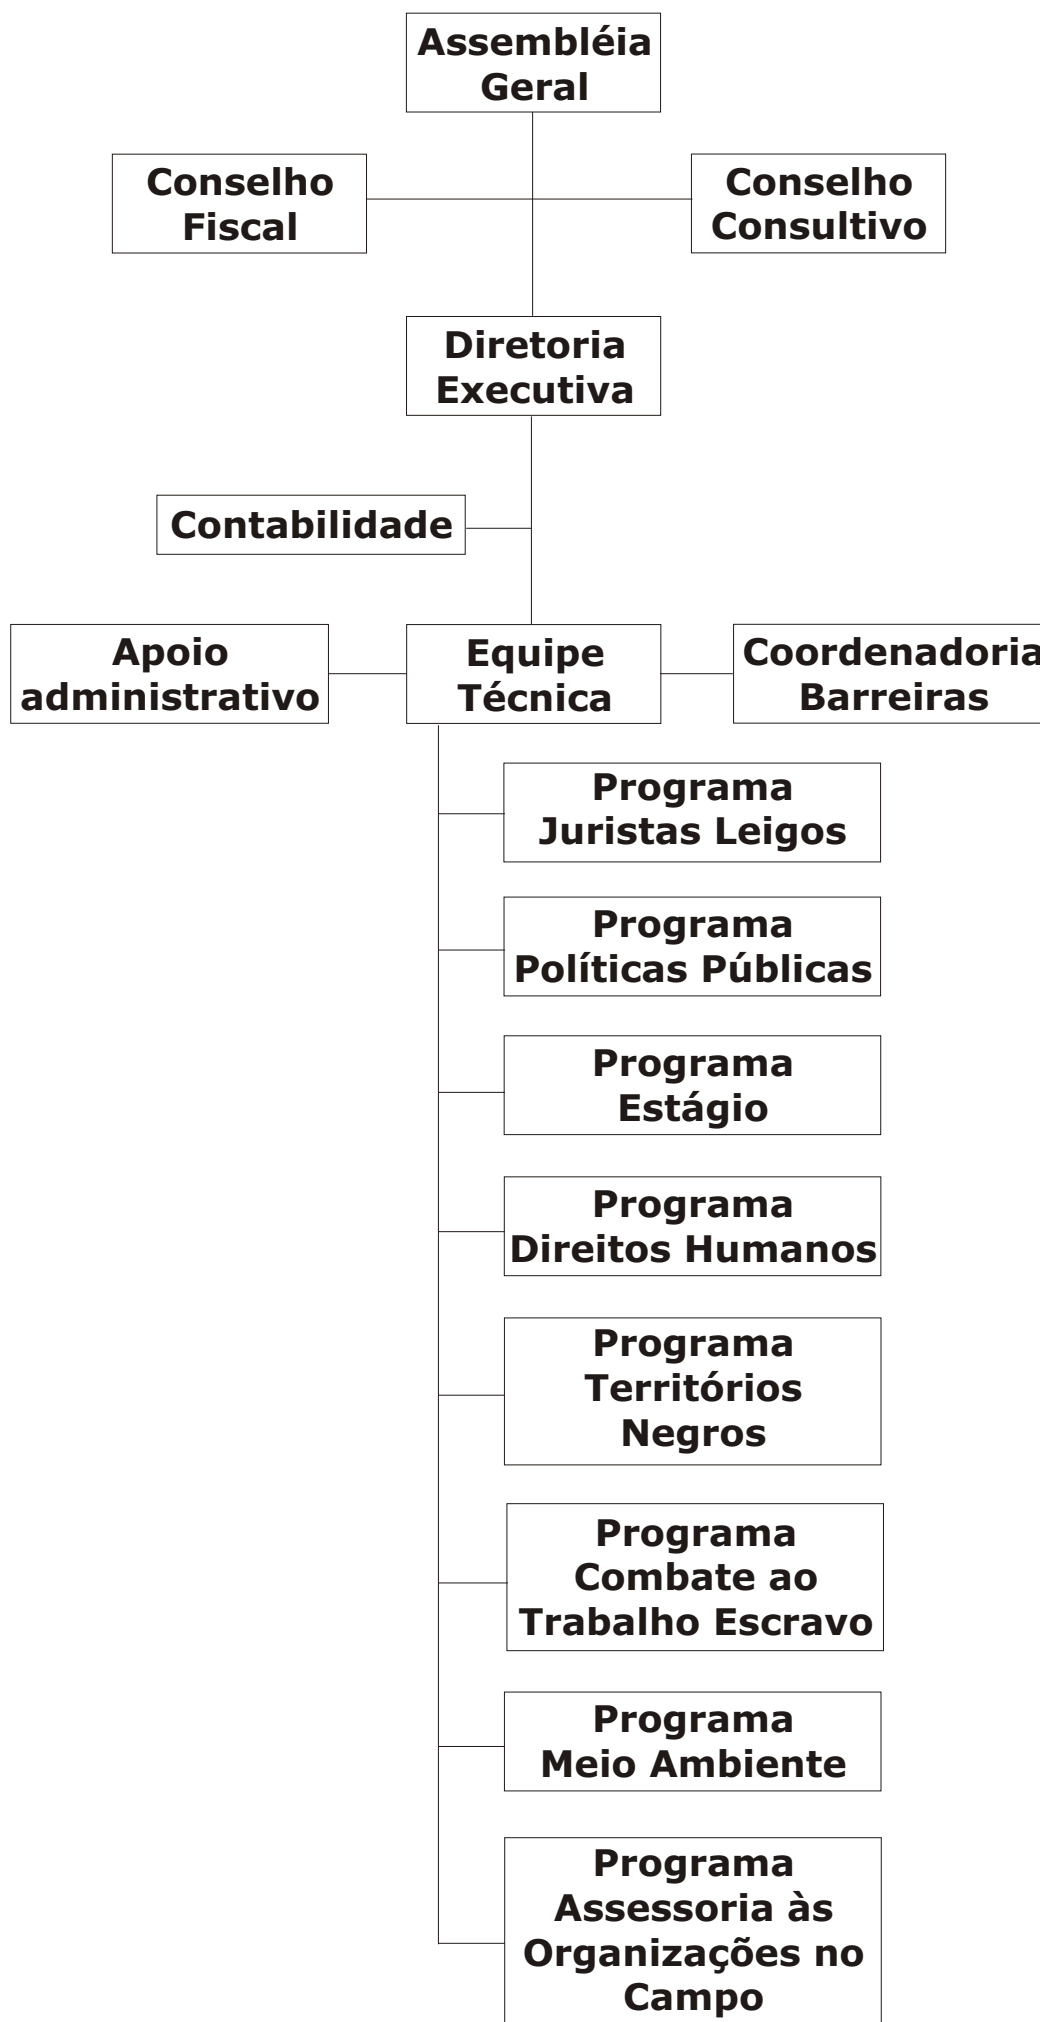 Assembléia
Geral
Conselho
Fiscal
Conselho
Consultivo
Diretoria
Executiva
Contabilidade
Apoio
administrativo
Equipe
Técnica
Coordenadoria
Barreiras
Programa
Juristas Leigos
Programa
Políticas Públicas
Programa
Estágio
Programa
Direitos Humanos
Programa
Territórios
Negros
Programa
Combate ao
Trabalho Escravo
Programa
Meio Ambiente
Programa
Assessoria às
Organizações no
Campo